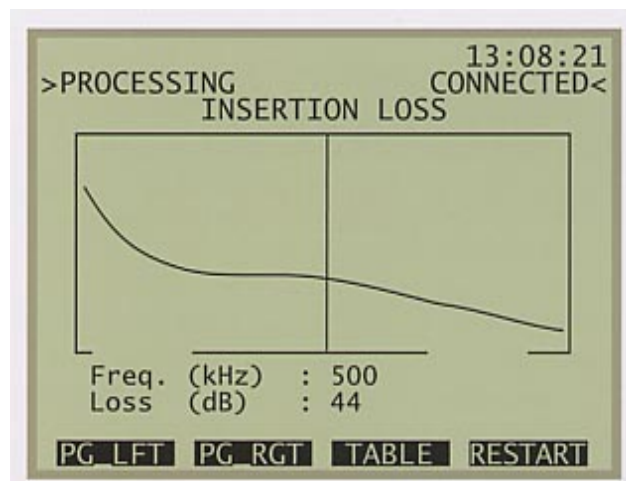 13:08:21
>PROCESSING CONNECTED<
INSERTION LOSS
Freq. (kHz) : 500
Loss (dB) : 44
PG_LFT PG_RGT TABLE RESTART